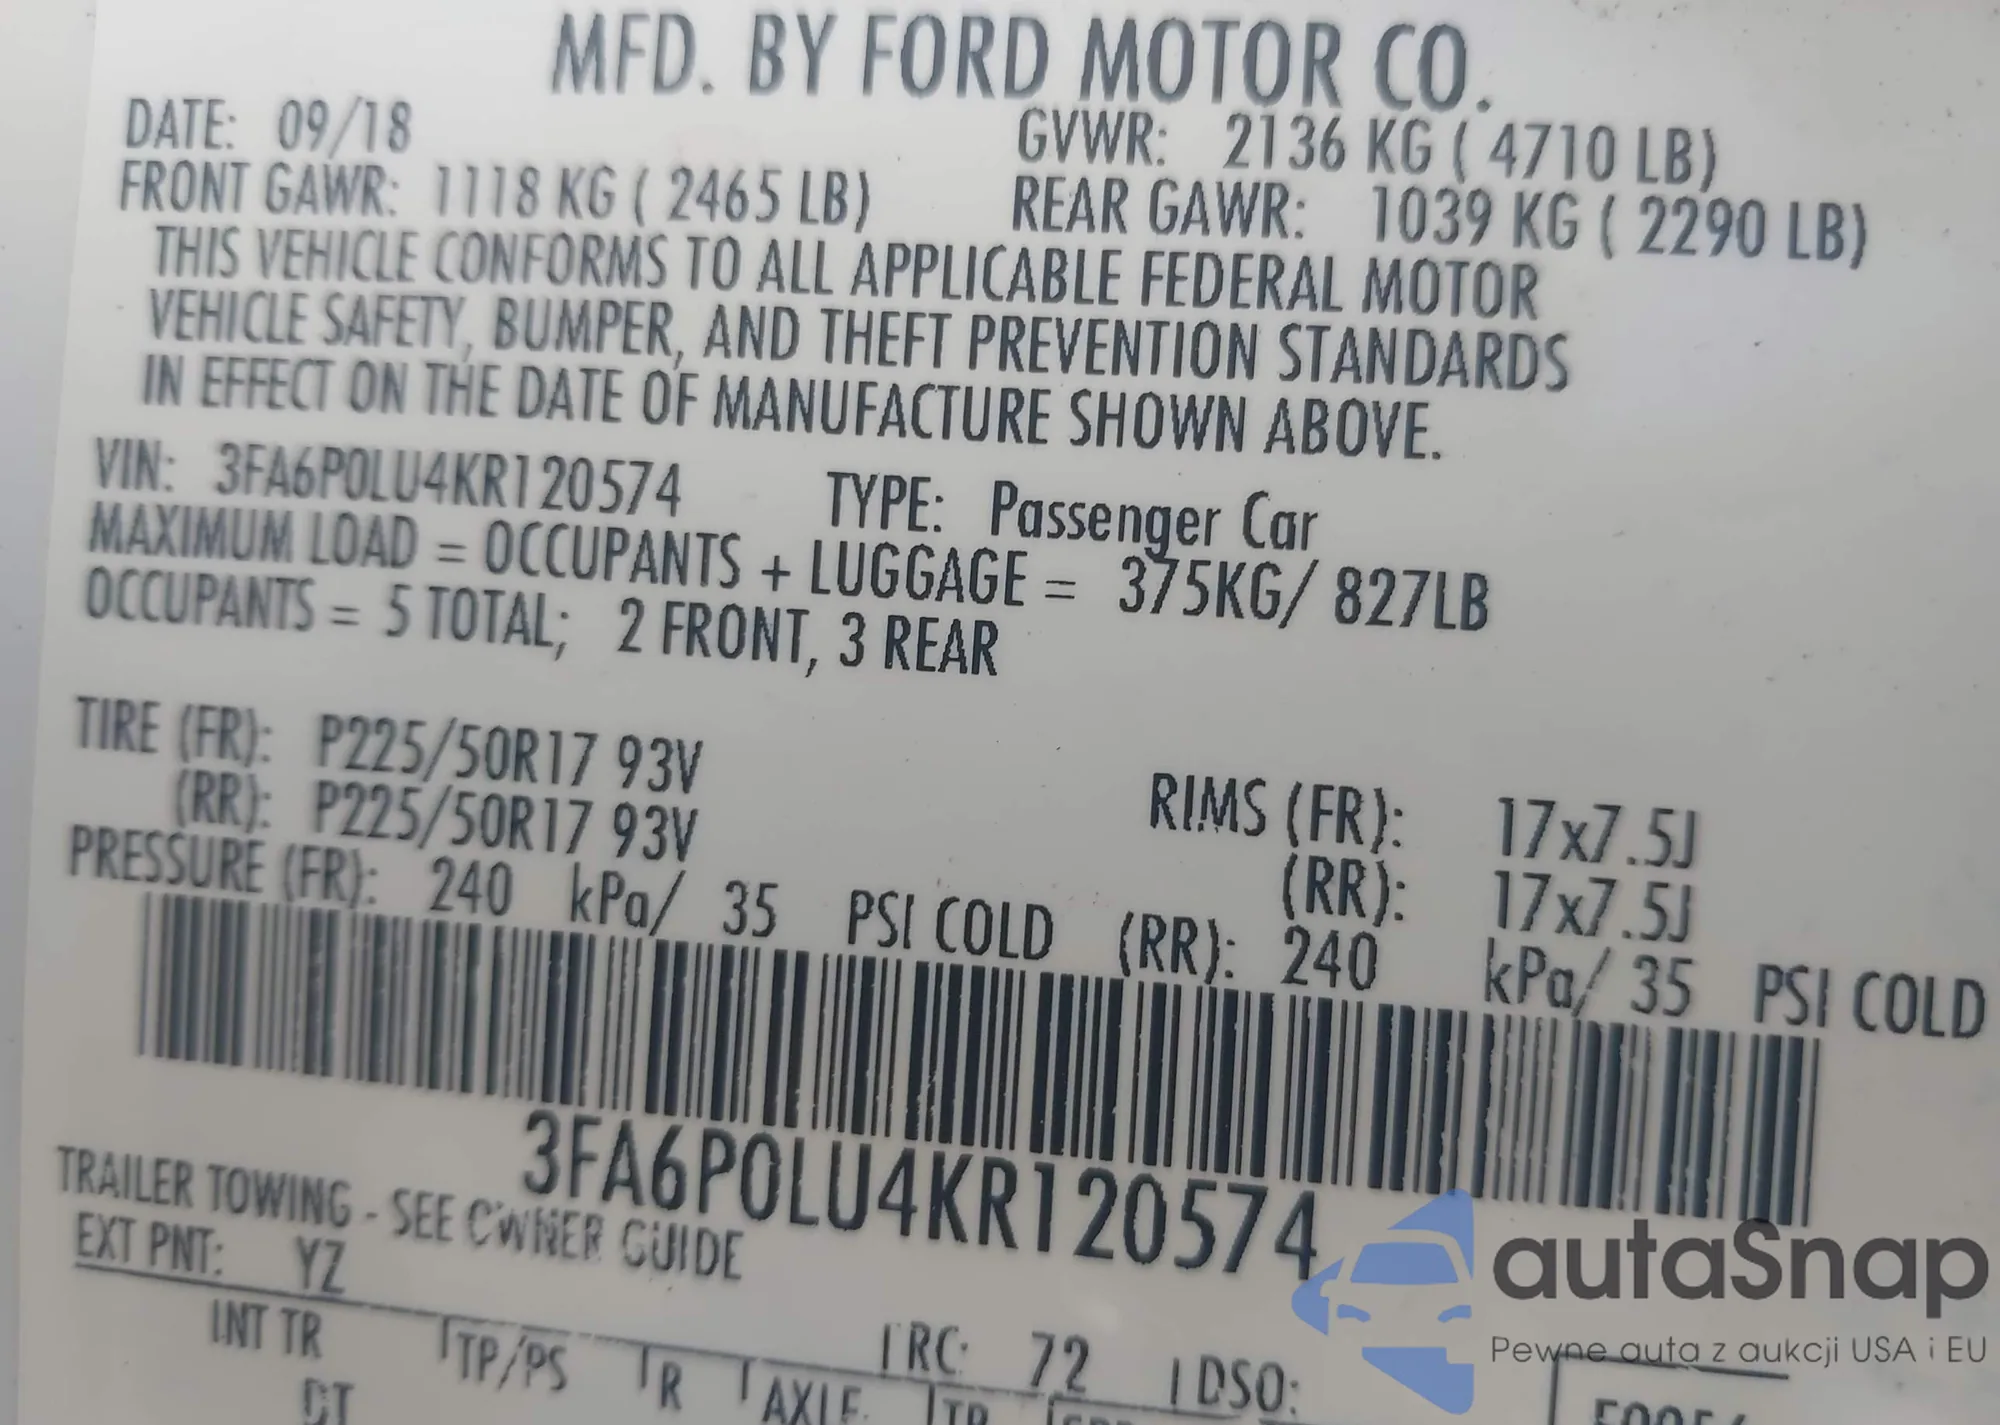 MFD. BY FORD MOTOR CO.
DATE: 09/18 GVWR: 2136 KG ( 4710 LB)
FRONT GAWR: 1118 KG ( 2465 LB) REAR GAWR: 1039 KG ( 2290 LB)
THIS VEHICLE CONFORMS TO ALL APPLICABLE FEDERAL MOTOR
VEHICLE SAFETY, BUMPER, AND THEFT PREVENTION STANDARDS
IN EFFECT ON THE DATE OF MANUFACTURE SHOWN ABOVE.
VIN: 3FA6P0LU4KR120574 TYPE: Passenger Car
MAXIMUM LOAD = OCCUPANTS + LUGGAGE = 375KG/ 827LB
OCCUPANTS = 5 TOTAL; 2 FRONT, 3 REAR
TIRE (FR): P225/50R17 93V RIMS (FR): 17x7.5J
(RR): P225/50R17 93V (RR): 17x7.5J
PRESSURE (FR): 240 kPa/ 35 PSI COLD (RR): 240 kPa/ 35 PSI COLD
3FA6P0LU4KR120574
TRAILER TOWING - SEE OWNER GUIDE
EXT PNT: YZ RC: 72 DSO:
INT TR TP/PS R AXLE
autaSnap
Pewne auta z aukcji USA i EU